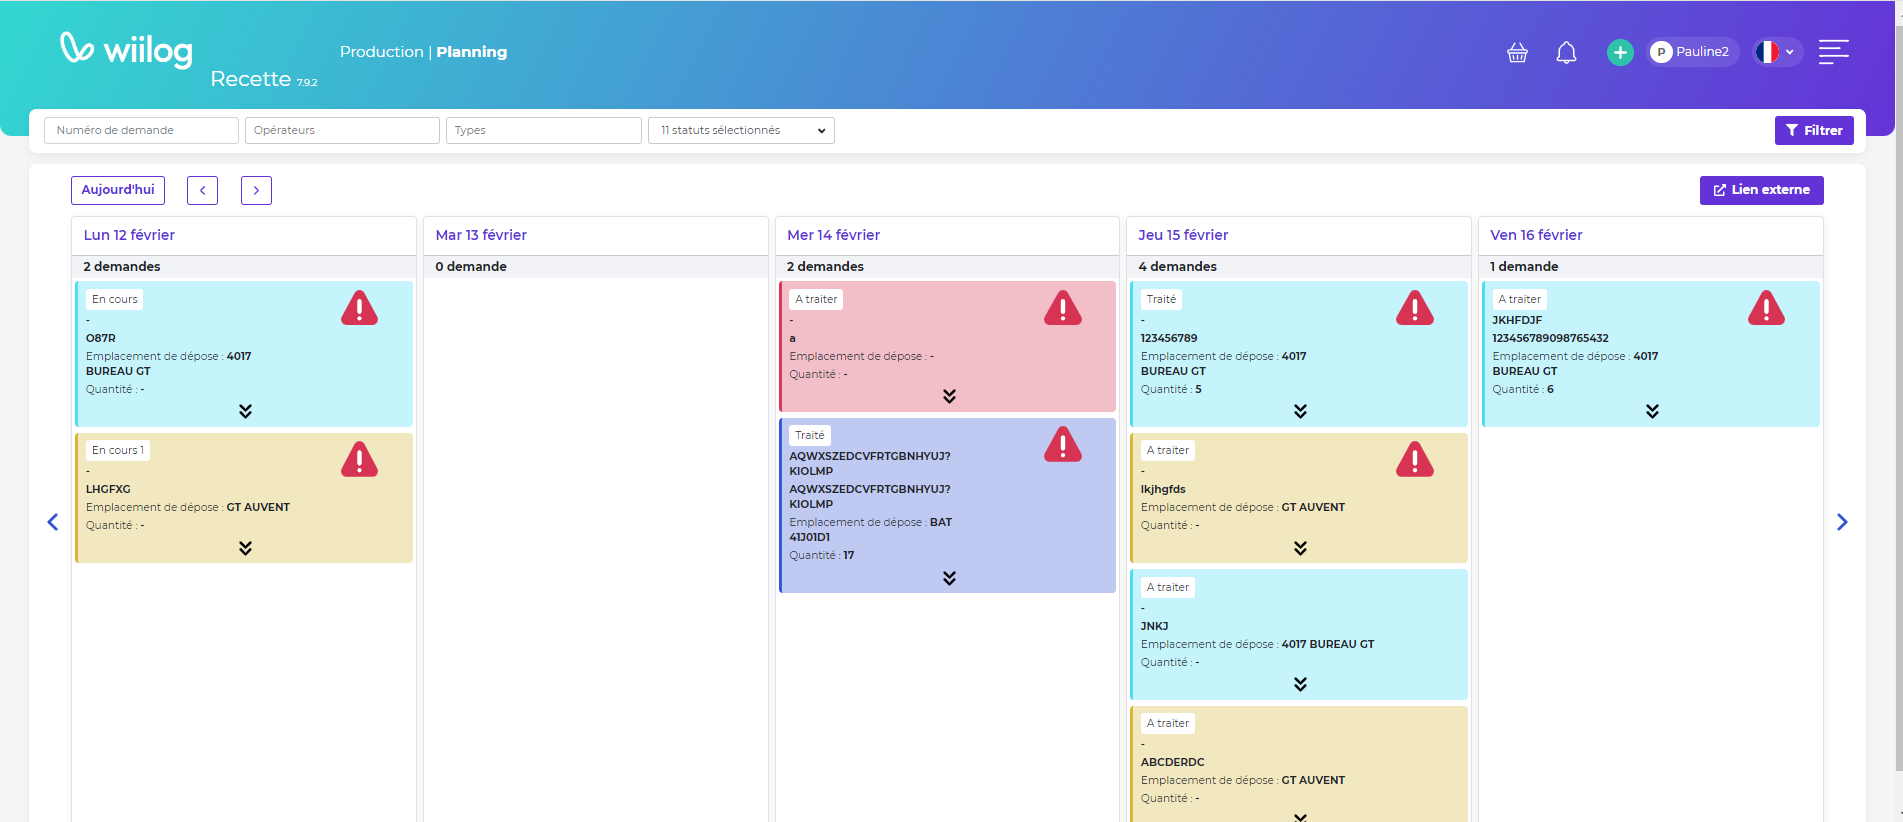 wiilog
Recette 7.9.2
Production | Planning
P Pauline2
Numéro de demande
Opérateurs
Types
11 statuts sélectionnés
Filtrer
Aujourd'hui
Lien externe
Lun 12 février
2 demandes
En cours
-
O87R
Emplacement de dépose : 4017
BUREAU GT
Quantité : -
En cours 1
-
LHGFXG
Emplacement de dépose : GT AUVENT
Quantité : -
Mar 13 février
0 demande
Mer 14 février
2 demandes
A traiter
-
a
Emplacement de dépose : -
Quantité : -
Traité
AQWXSZEDCVFRTGBNHYUJ?
KIOLMP
AQWXSZEDCVFRTGBNHYUJ?
KIOLMP
Emplacement de dépose : BAT
41J01D1
Quantité : 17
Jeu 15 février
4 demandes
Traité
-
123456789
Emplacement de dépose : 4017
BUREAU GT
Quantité : 5
A traiter
-
lkjhgfds
Emplacement de dépose : GT AUVENT
Quantité : -
A traiter
-
JNKJ
Emplacement de dépose : 4017 BUREAU GT
Quantité : -
A traiter
-
ABCDERDC
Emplacement de dépose : GT AUVENT
Quantité : -
Ven 16 février
1 demande
A traiter
JKHFDJF
123456789098765432
Emplacement de dépose : 4017
BUREAU GT
Quantité : 6